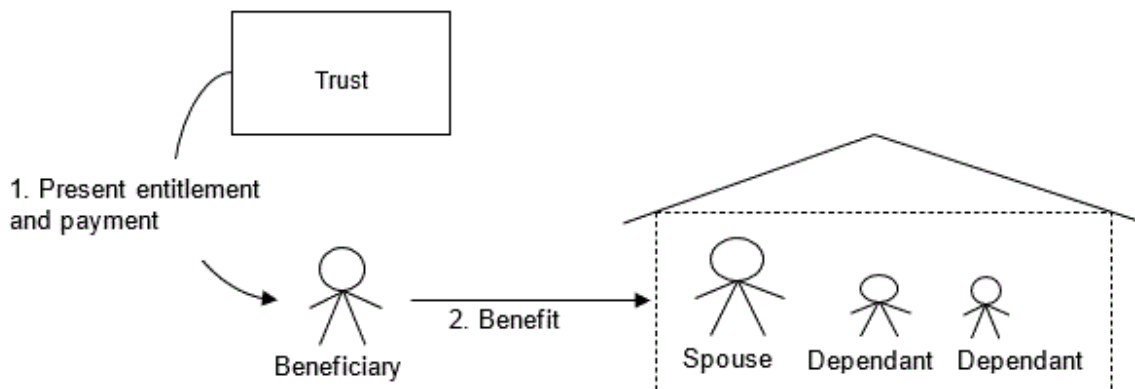 Trust
1. Present entitlement
and payment
2. Benefit
Beneficiary
Spouse
Dependant
Dependant